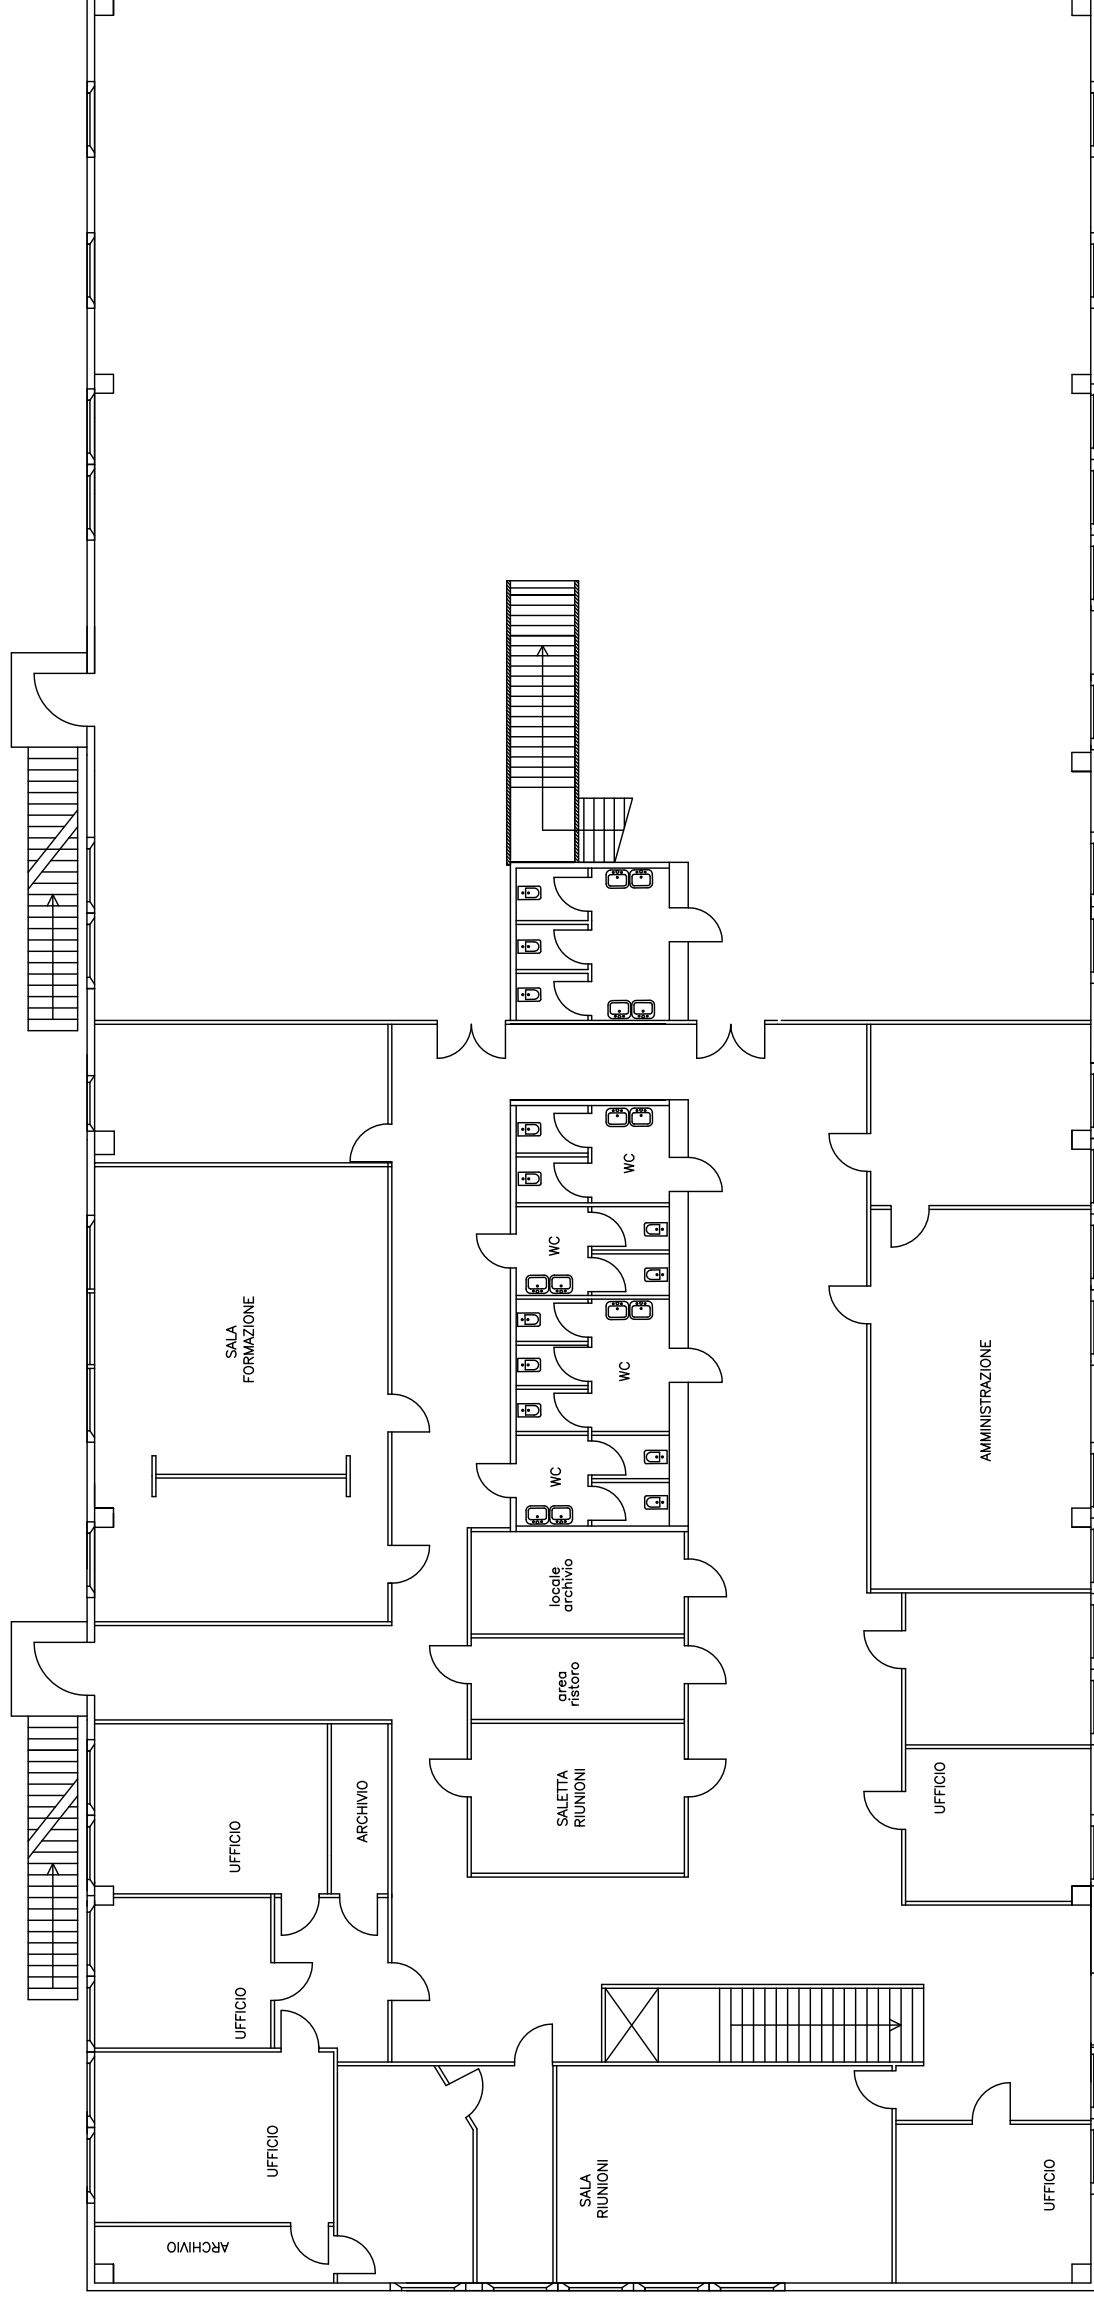 WC
WC
SALA
FORMAZIONE
WC
AMMINISTRAZIONE
WC
locale
archivio
area
ristoro
UFFICIO
SALETTA
RIUNIONI
ARCHIVIO
UFFICIO
UFFICIO
UFFICIO
SALA
RIUNIONI
UFFICIO
ARCHIVIO